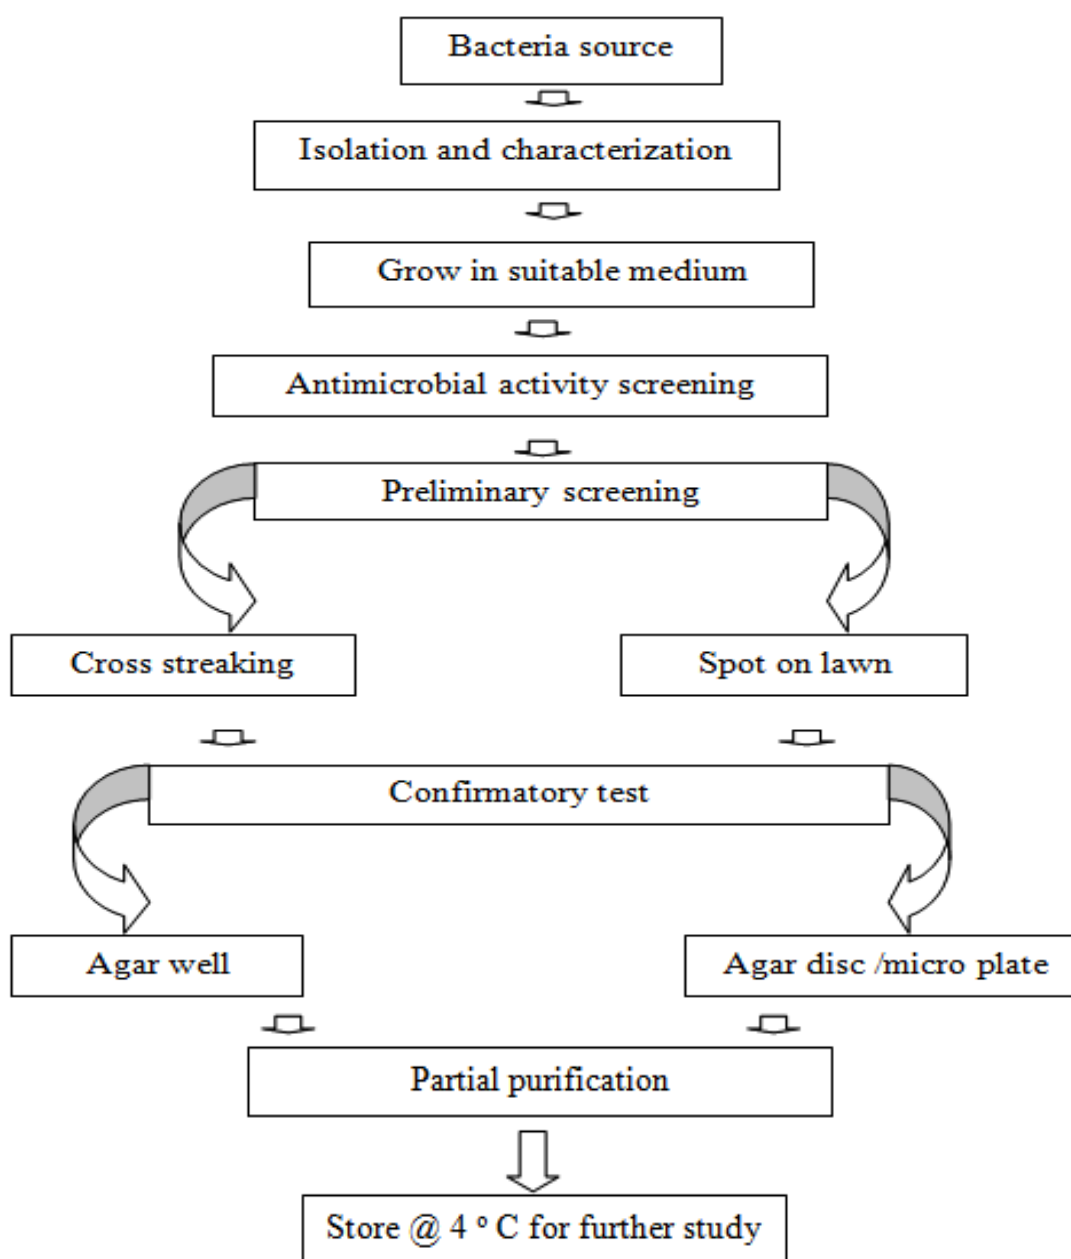 Bacteria source
Isolation and characterization
Grow in suitable medium
Antimicrobial activity screening
Preliminary screening
Cross streaking
Spot on lawn
Confirmatory test
Agar well
Agar disc /micro plate
Partial purification
Store @ 4 º C for further study